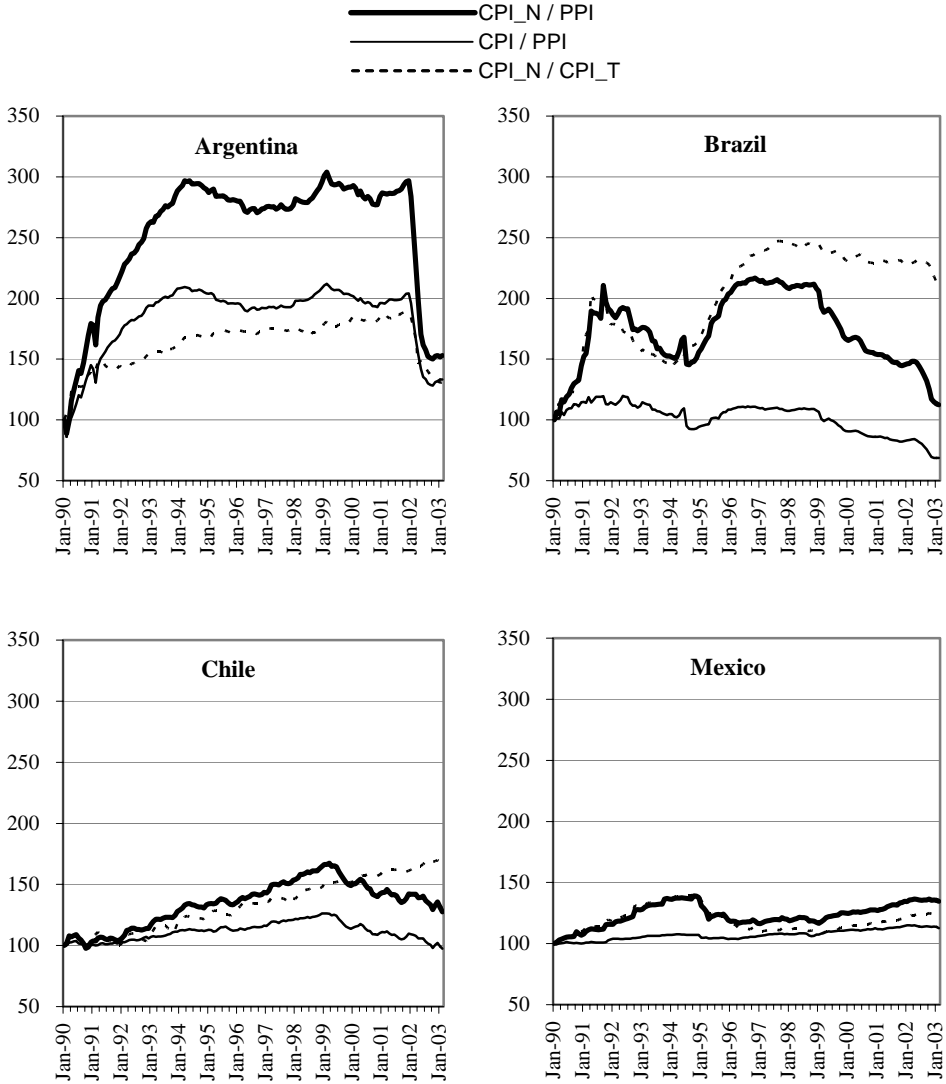 CPI_N / PPI
CPI / PPI
CPI_N / CPI_T
Argentina
350
300
250
200
150
100
50
Jan-90
Jan-91
Jan-92
Jan-93
Jan-94
Jan-95
Jan-96
Jan-97
Jan-98
Jan-99
Jan-00
Jan-01
Jan-02
Jan-03
Brazil
350
300
250
200
150
100
50
Jan-90
Jan-91
Jan-92
Jan-93
Jan-94
Jan-95
Jan-96
Jan-97
Jan-98
Jan-99
Jan-00
Jan-01
Jan-02
Jan-03
Chile
350
300
250
200
150
100
50
Jan-90
Jan-91
Jan-92
Jan-93
Jan-94
Jan-95
Jan-96
Jan-97
Jan-98
Jan-99
Jan-00
Jan-01
Jan-02
Jan-03
Mexico
350
300
250
200
150
100
50
Jan-90
Jan-91
Jan-92
Jan-93
Jan-94
Jan-95
Jan-96
Jan-97
Jan-98
Jan-99
Jan-00
Jan-01
Jan-02
Jan-03